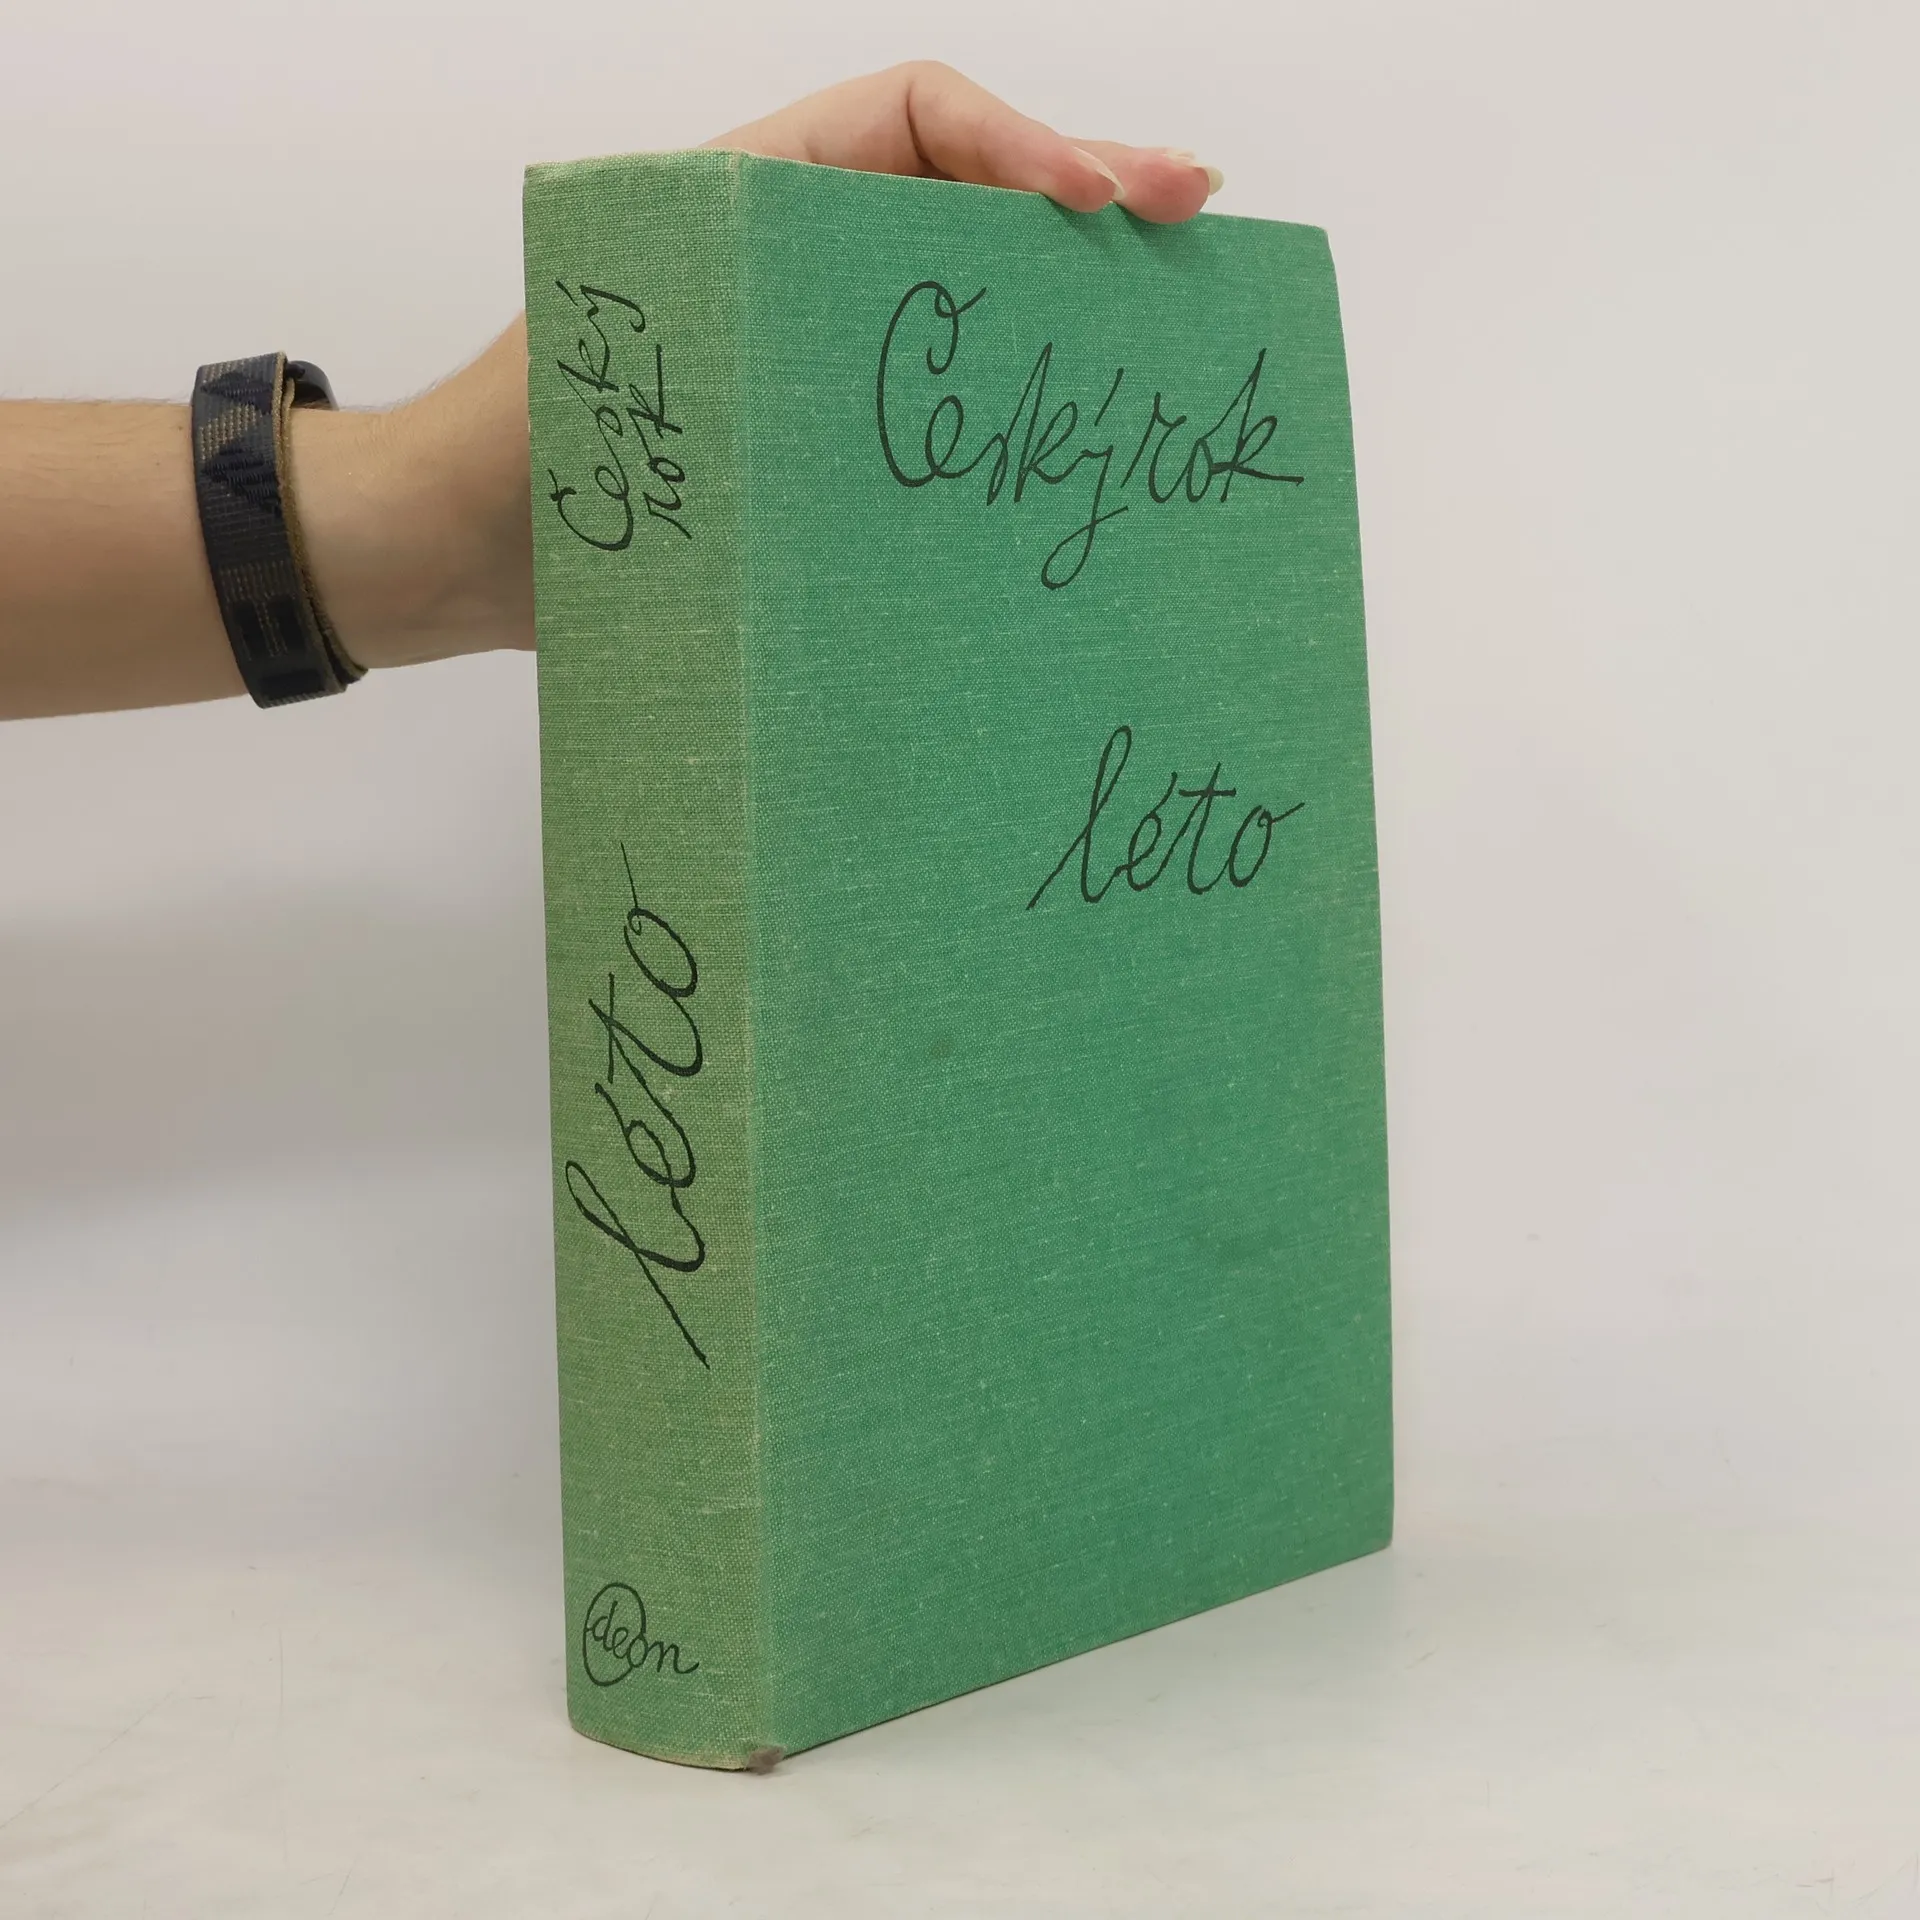 Český
rok
léto
Odeon
Český rok
léto